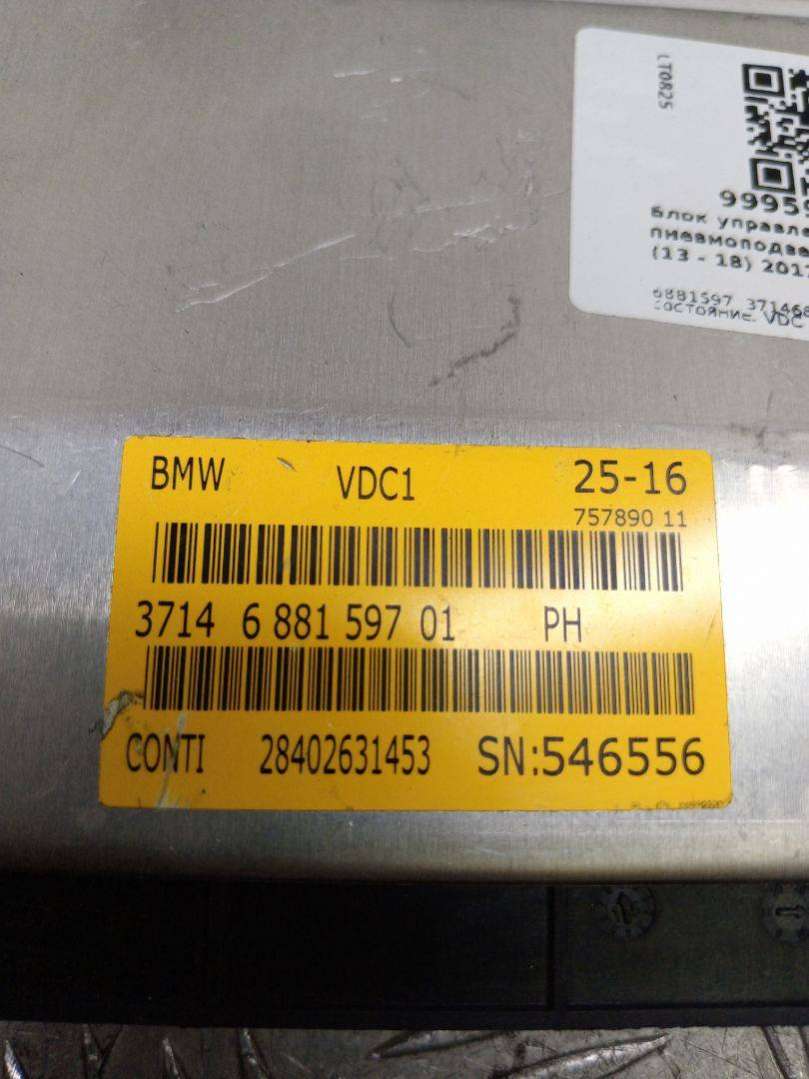 LT0825
9995
Блок управле
пневмоподве
(13 - 18) 201
6881597 371468
состояние. VDC
BMW VDC1 25-16
757890 11
3714 6 881 597 01 PH
CONTI 28402631453 SN:546556